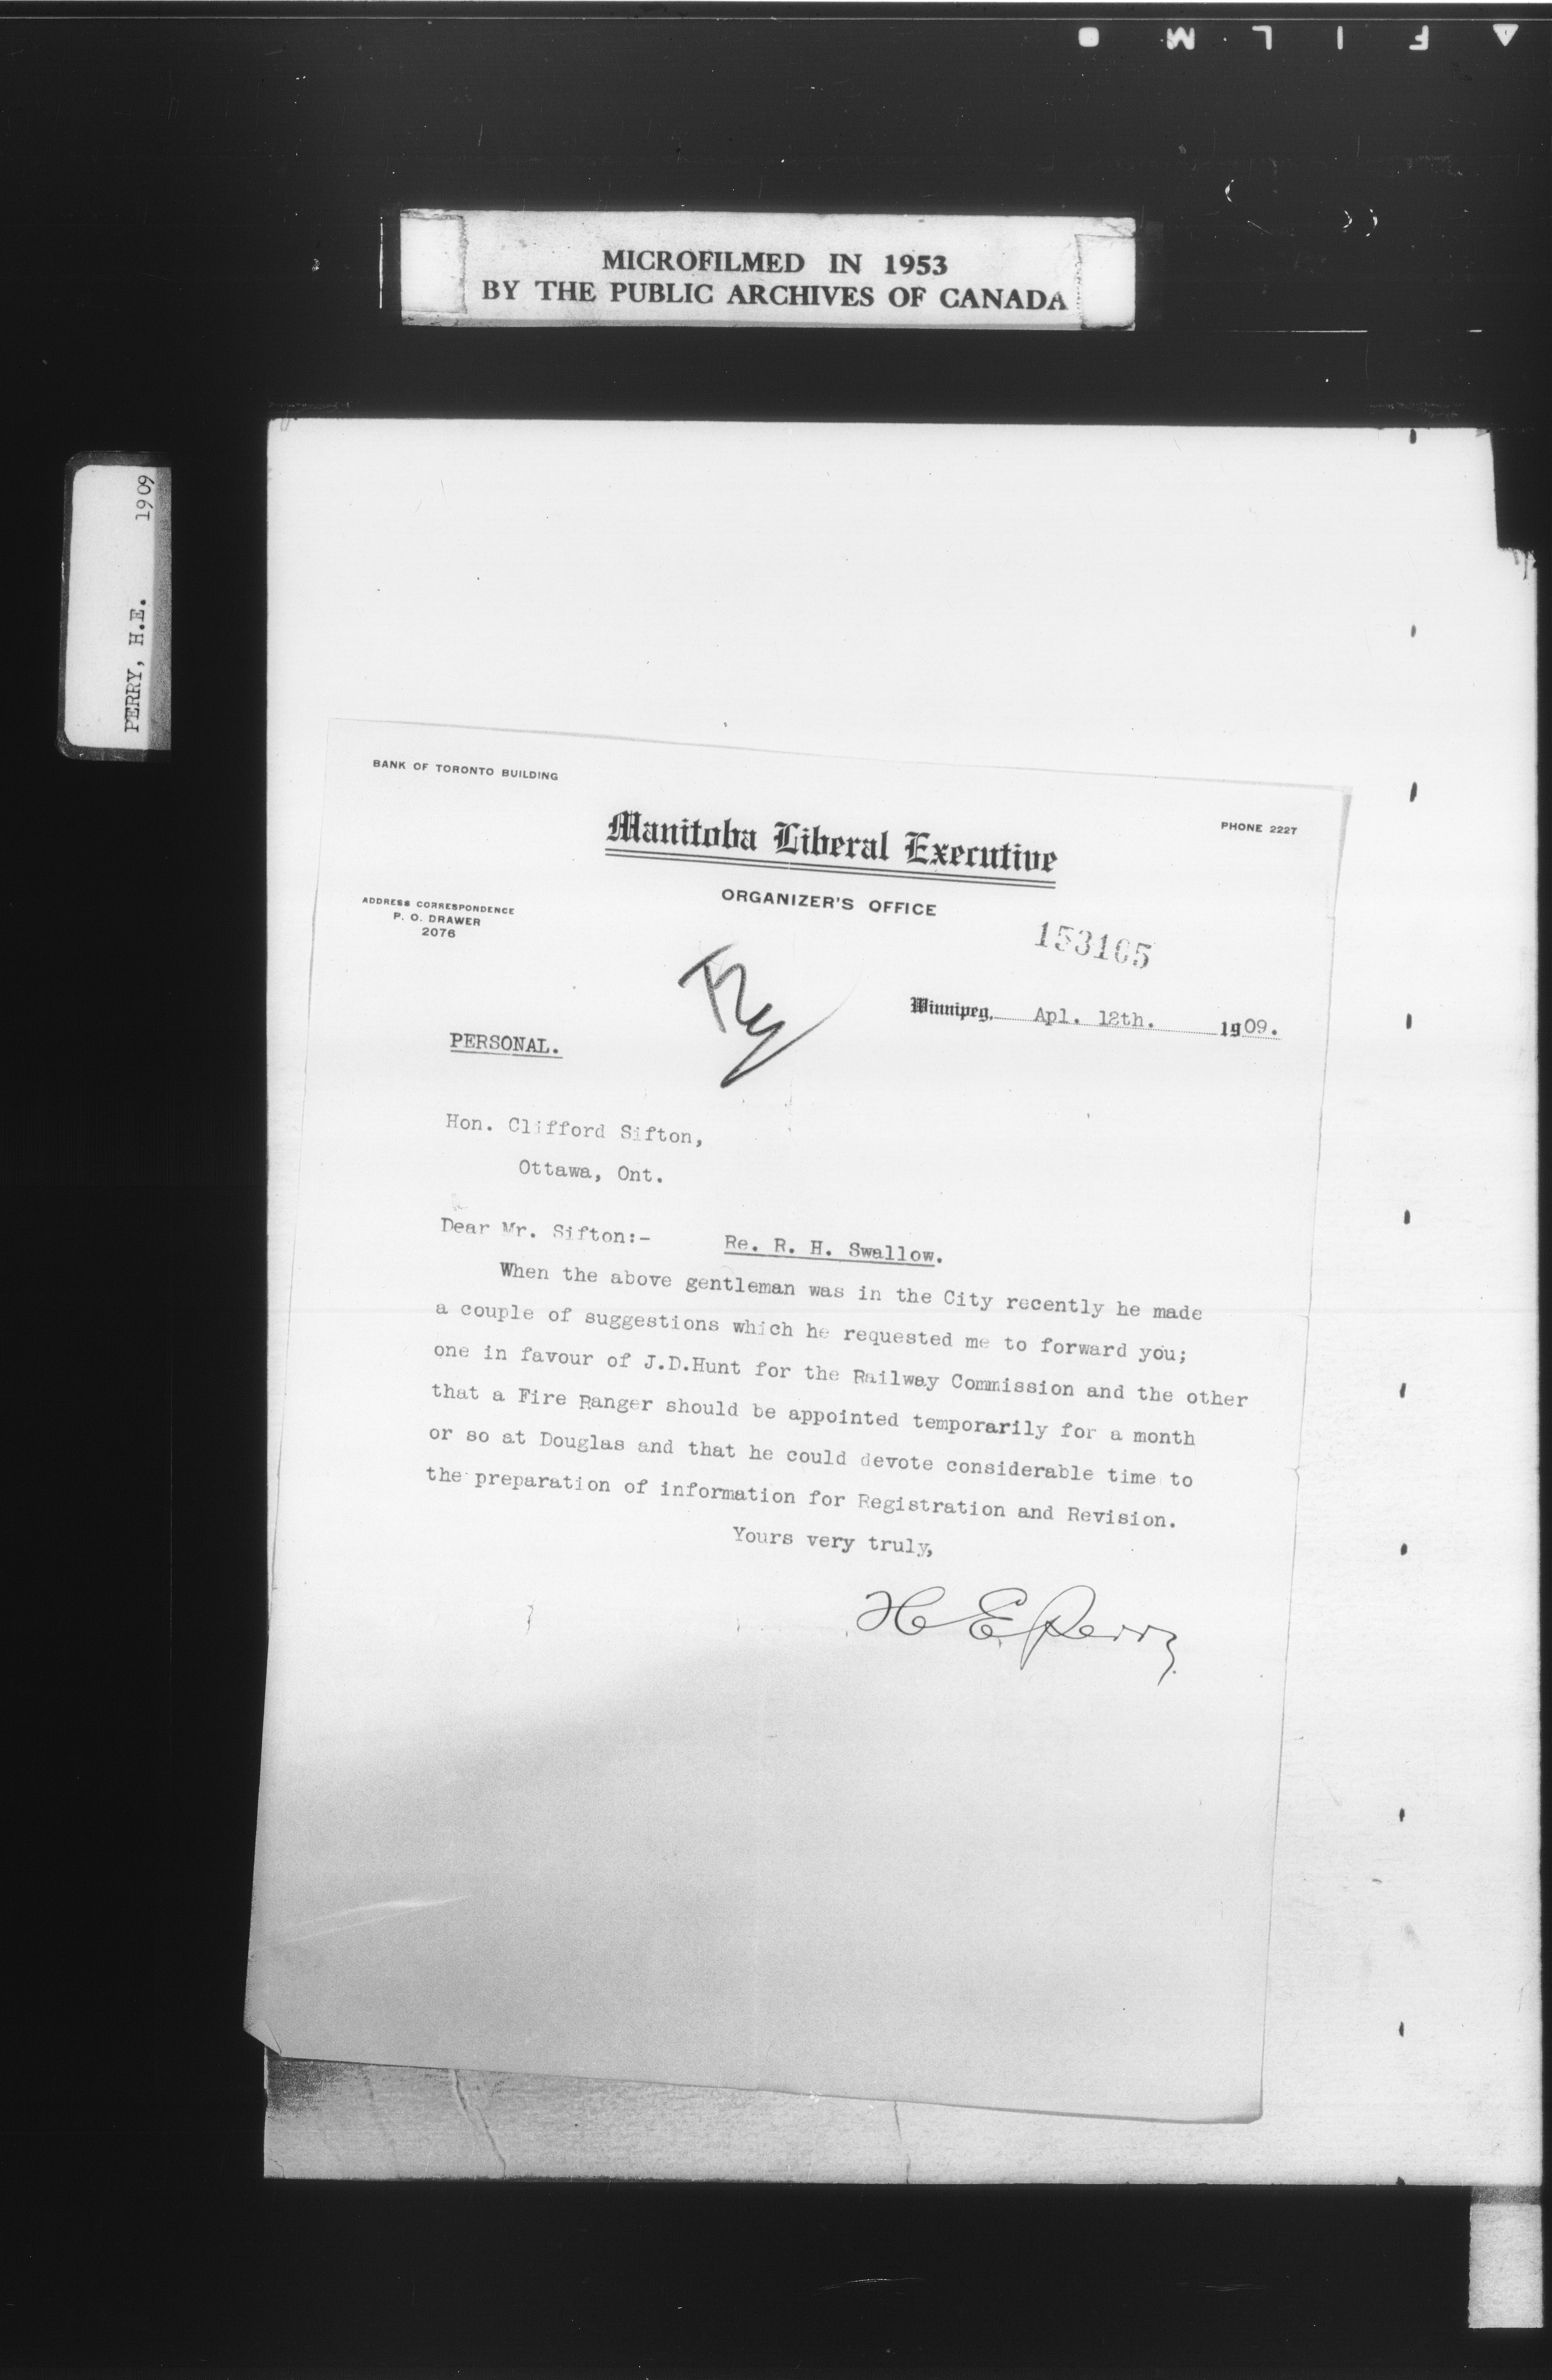 FILM
MICROFILMED IN 1953
BY THE PUBLIC ARCHIVES OF CANADA
PERRY, H.E. 1909
BANK OF TORONTO BUILDING
PHONE 2227
Manitoba Liberal Executive
ORGANIZER'S OFFICE
ADDRESS CORRESPONDENCE
P. O. DRAWER
2076
153105
Winnipeg, Apl. 12th. 1909.
PERSONAL.
Hon. Clifford Sifton,
Ottawa, Ont.
Dear Mr. Sifton:-
Re. R. H. Swallow.
When the above gentleman was in the City recently he made
a couple of suggestions which he requested me to forward you;
one in favour of J.D.Hunt for the Railway Commission and the other
that a Fire Ranger should be appointed temporarily for a month
or so at Douglas and that he could devote considerable time to
the preparation of information for Registration and Revision.
Yours very truly,
H E Perry